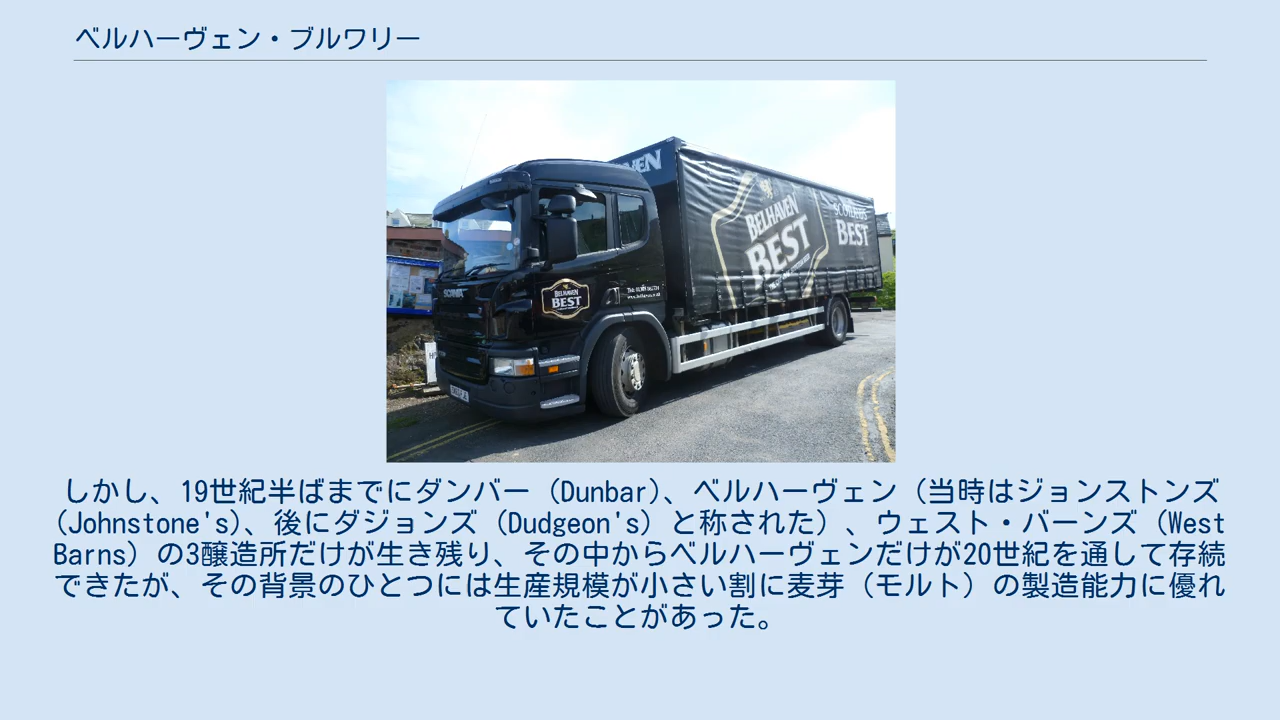 ベルハーヴェン・ブルワリー
VEN
BELHAVEN
BEST
BEST
SCANIA
BELHAVEN
BEST
しかし、19世紀半ばまでにダンバー（Dunbar)、ベルハーヴェン（当時はジョンストンズ
（Johnstone's)、後にダジョンズ（Dudgeon's）と称された）、ウェスト・バーンズ（West
Barns）の3醸造所だけが生き残り、その中からベルハーヴェンだけが20世紀を通して存続
できたが、その背景のひとつには生産規模が小さい割に麦芽（モルト）の製造能力に優れ
ていたことがあった。